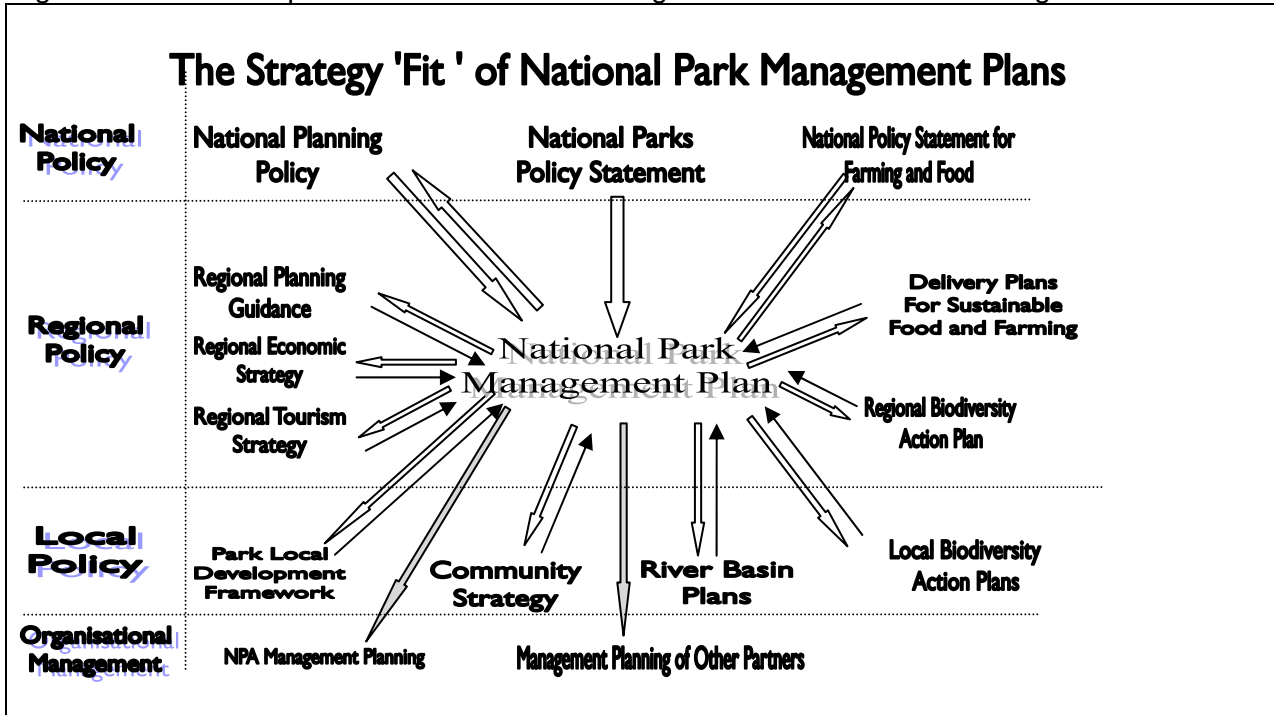 The Strategy 'Fit ' of National Park Management Plans
National
Policy
National Planning
Policy
National Parks
Policy Statement
National Policy Statement for
Farming and Food
Regional
Policy
Regional Planning
Guidance
Regional Economic
Strategy
Regional Tourism
Strategy
National Park
Management Plan
Delivery Plans
For Sustainable
Food and Farming
Regional Biodiversity
Action Plan
Local
Policy
Park Local
Development
Framework
Community
Strategy
River Basin
Plans
Local Biodiversity
Action Plans
Organisational
Management
NPA Management Planning
Management Planning of Other Partners